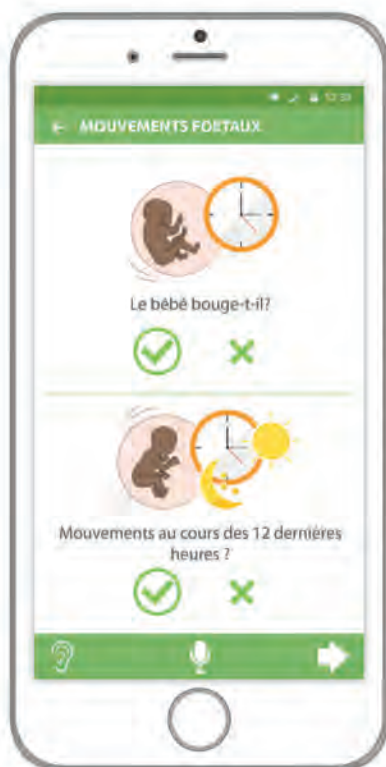 MOUVEMENTS FOETAUX
Le bébé bouge-t-il?
Mouvements au cours des 12 dernières
heures ?